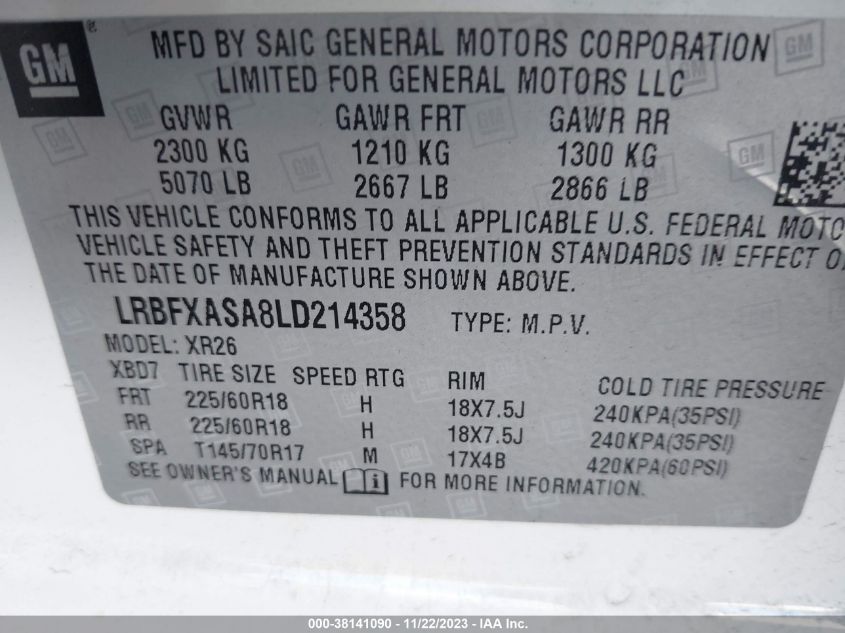 GM ®
MFD BY SAIC GENERAL MOTORS CORPORATION
LIMITED FOR GENERAL MOTORS LLC
GVWR GAWR FRT GAWR RR
2300 KG 1210 KG 1300 KG
5070 LB 2667 LB 2866 LB
THIS VEHICLE CONFORMS TO ALL APPLICABLE U.S. FEDERAL MOTO
VEHICLE SAFETY AND THEFT PREVENTION STANDARDS IN EFFECT O
THE DATE OF MANUFACTURE SHOWN ABOVE.
LRBFXASA8LD214358 TYPE: M.P.V.
MODEL: XR26
XBD7 TIRE SIZE SPEED RTG RIM COLD TIRE PRESSURE
FRT 225/60R18 H 18X7.5J 240KPA(35PSI)
RR 225/60R18 H 18X7.5J 240KPA(35PSI)
SPA T145/70R17 M 17X4B 420KPA(60PSI)
SEE OWNER'S MANUAL i FOR MORE INFORMATION.
000-38141090 - 11/22/2023 - IAA Inc.